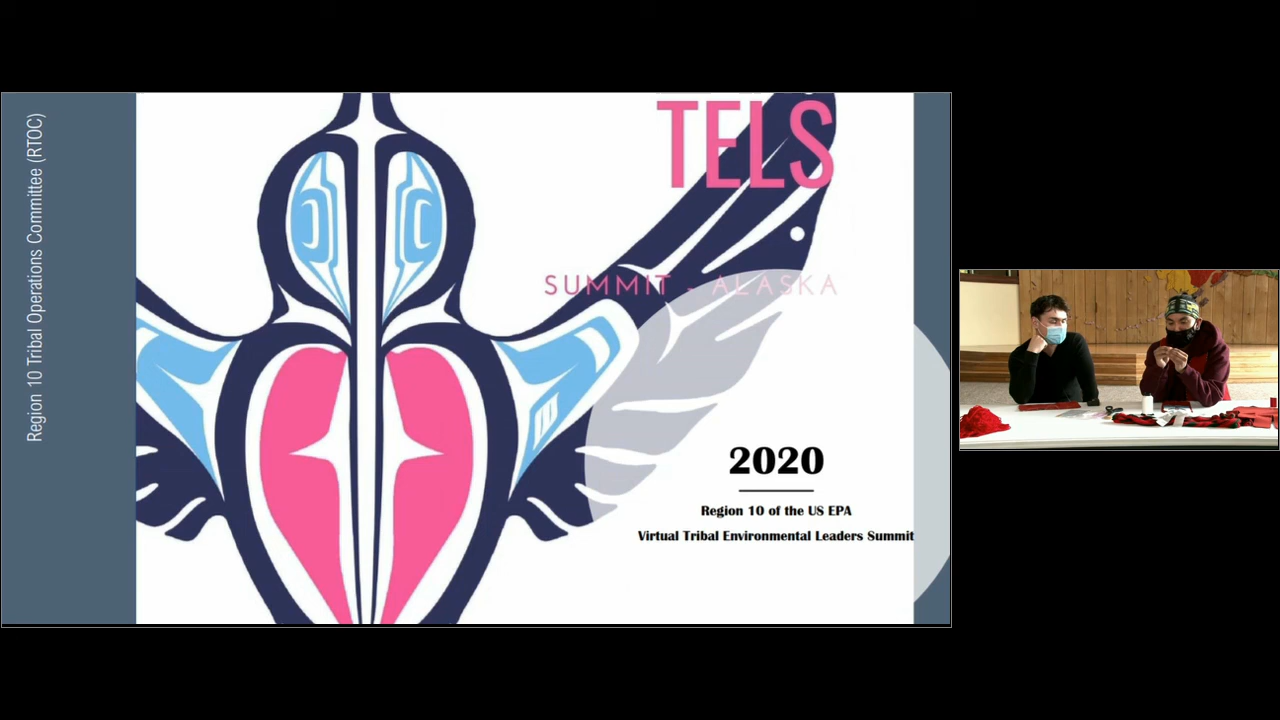 Region 10 Tribal Operations Committee (RTOC)
TELS
SUMMIT - ALASKA
2020
Region 10 of the US EPA
Virtual Tribal Environmental Leaders Summit